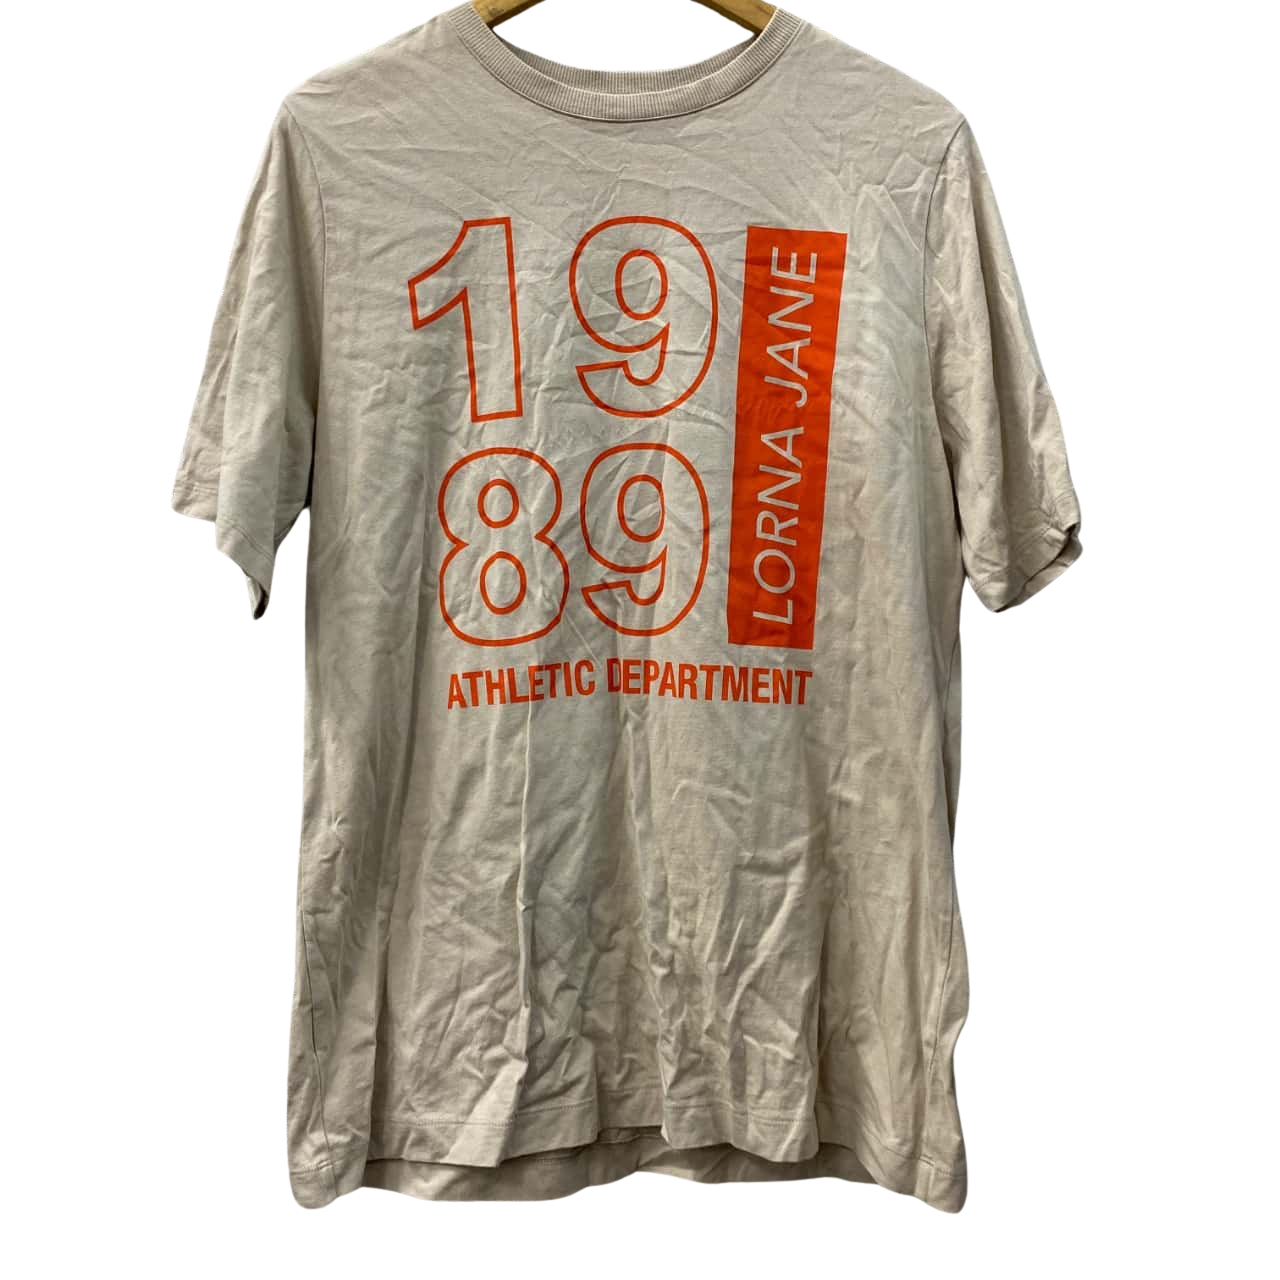 19
89
LORNA JANE
ATHLETIC DEPARTMENT